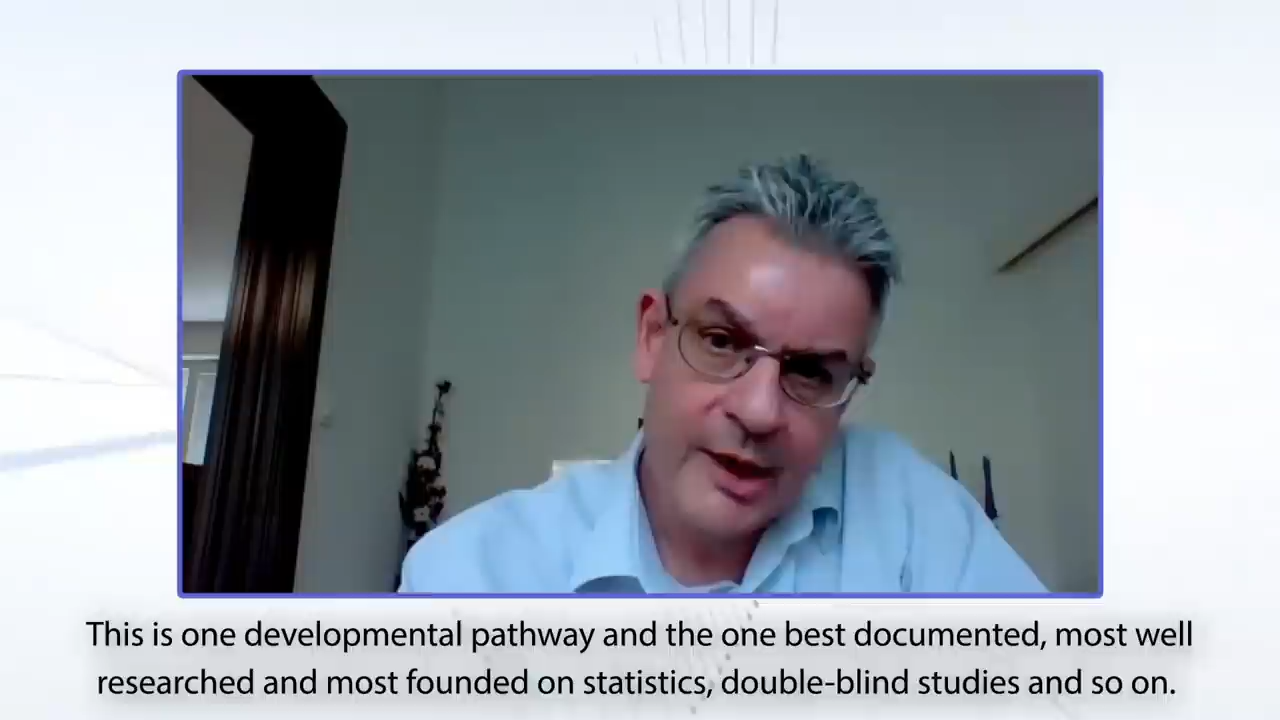 This is one developmental pathway and the one best documented, most well
researched and most founded on statistics, double-blind studies and so on.